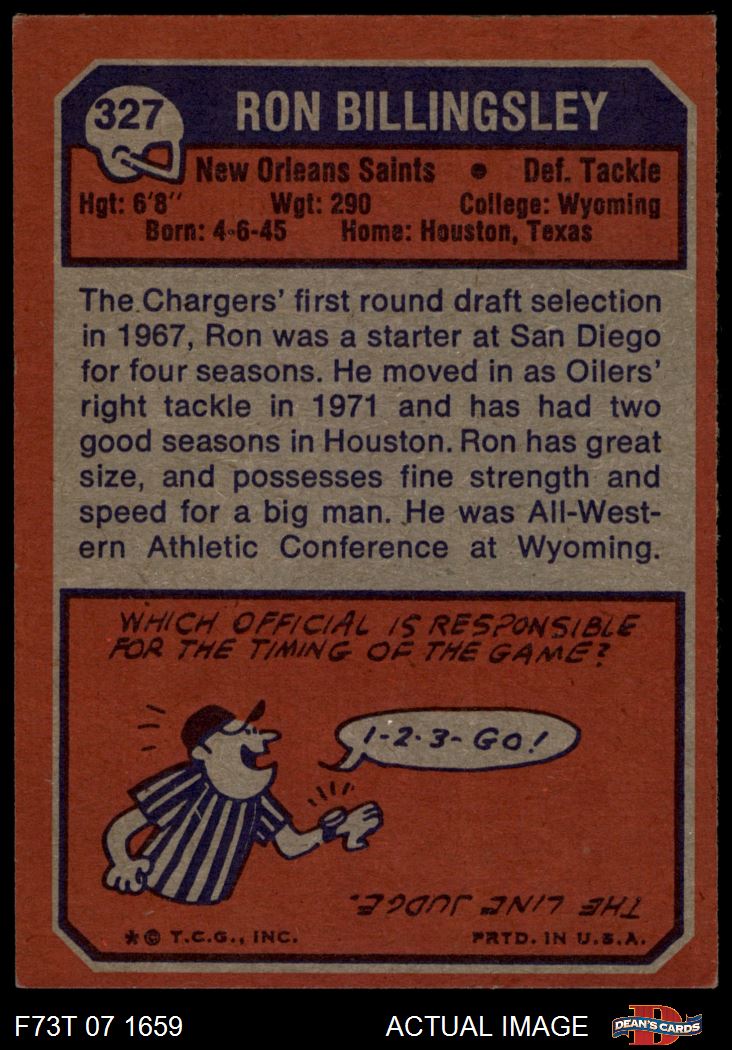 327
RON BILLINGSLEY
New Orleans Saints • Def. Tackle
Hgt: 6'8" Wgt: 290 College: Wyoming
Born: 4-6-45 Home: Houston, Texas
The Chargers' first round draft selection
in 1967, Ron was a starter at San Diego
for four seasons. He moved in as Oilers'
right tackle in 1971 and has had two
good seasons in Houston. Ron has great
size, and possesses fine strength and
speed for a big man. He was All-West-
ern Athletic Conference at Wyoming.
WHICH OFFICIAL IS RESPONSIBLE
FOR THE TIMING OF THE GAME?
1-2-3-GO!
THE LINE JUDGE.
*© T.C.G., INC. PRTD. IN U.S.A.
F73T 07 1659 ACTUAL IMAGE
D
DEAN'S CARDS